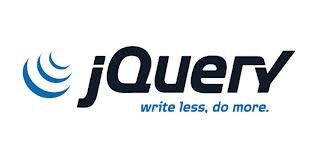 jQuery
write less, do more.